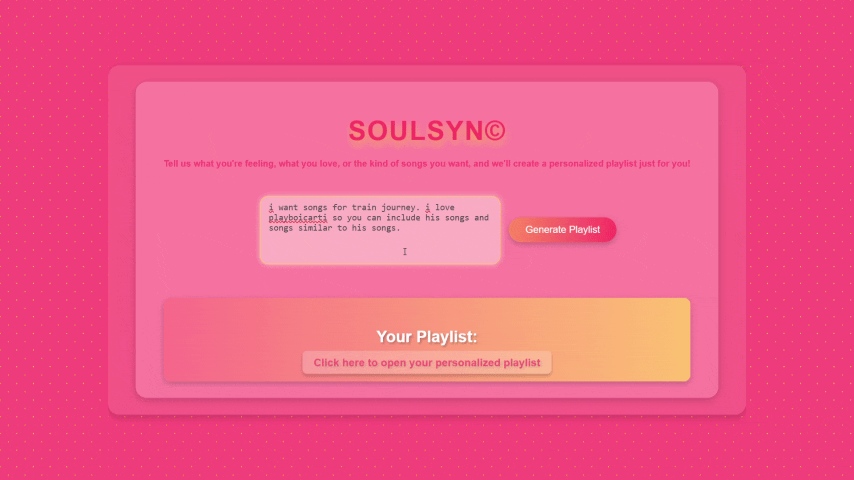 SOULSYN©
Tell us what you're feeling, what you love, or the kind of songs you want, and we'll create a personalized playlist just for you!
i want songs for train journey. i love
playboicarti so you can include his songs and
songs similar to his songs.
Generate Playlist
Your Playlist:
Click here to open your personalized playlist